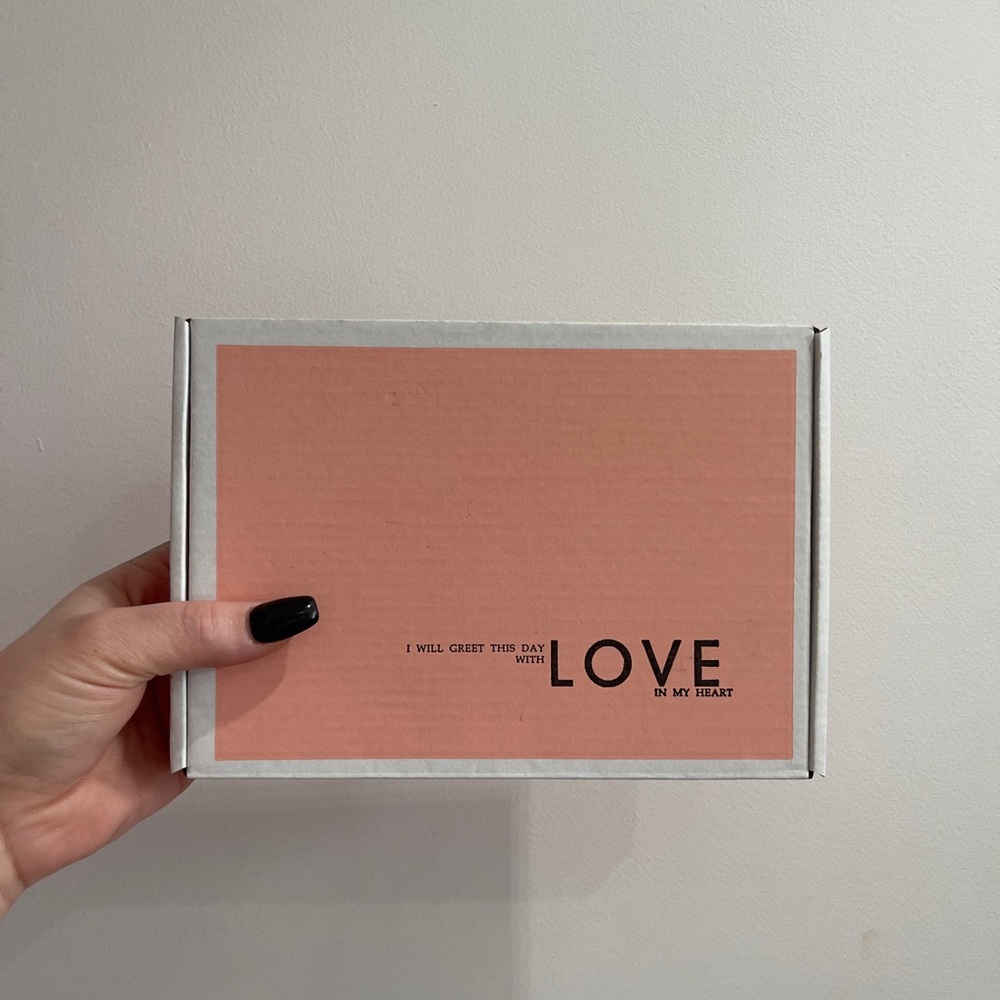 I WILL GREET THIS DAY
WITH LOVE
IN MY HEART